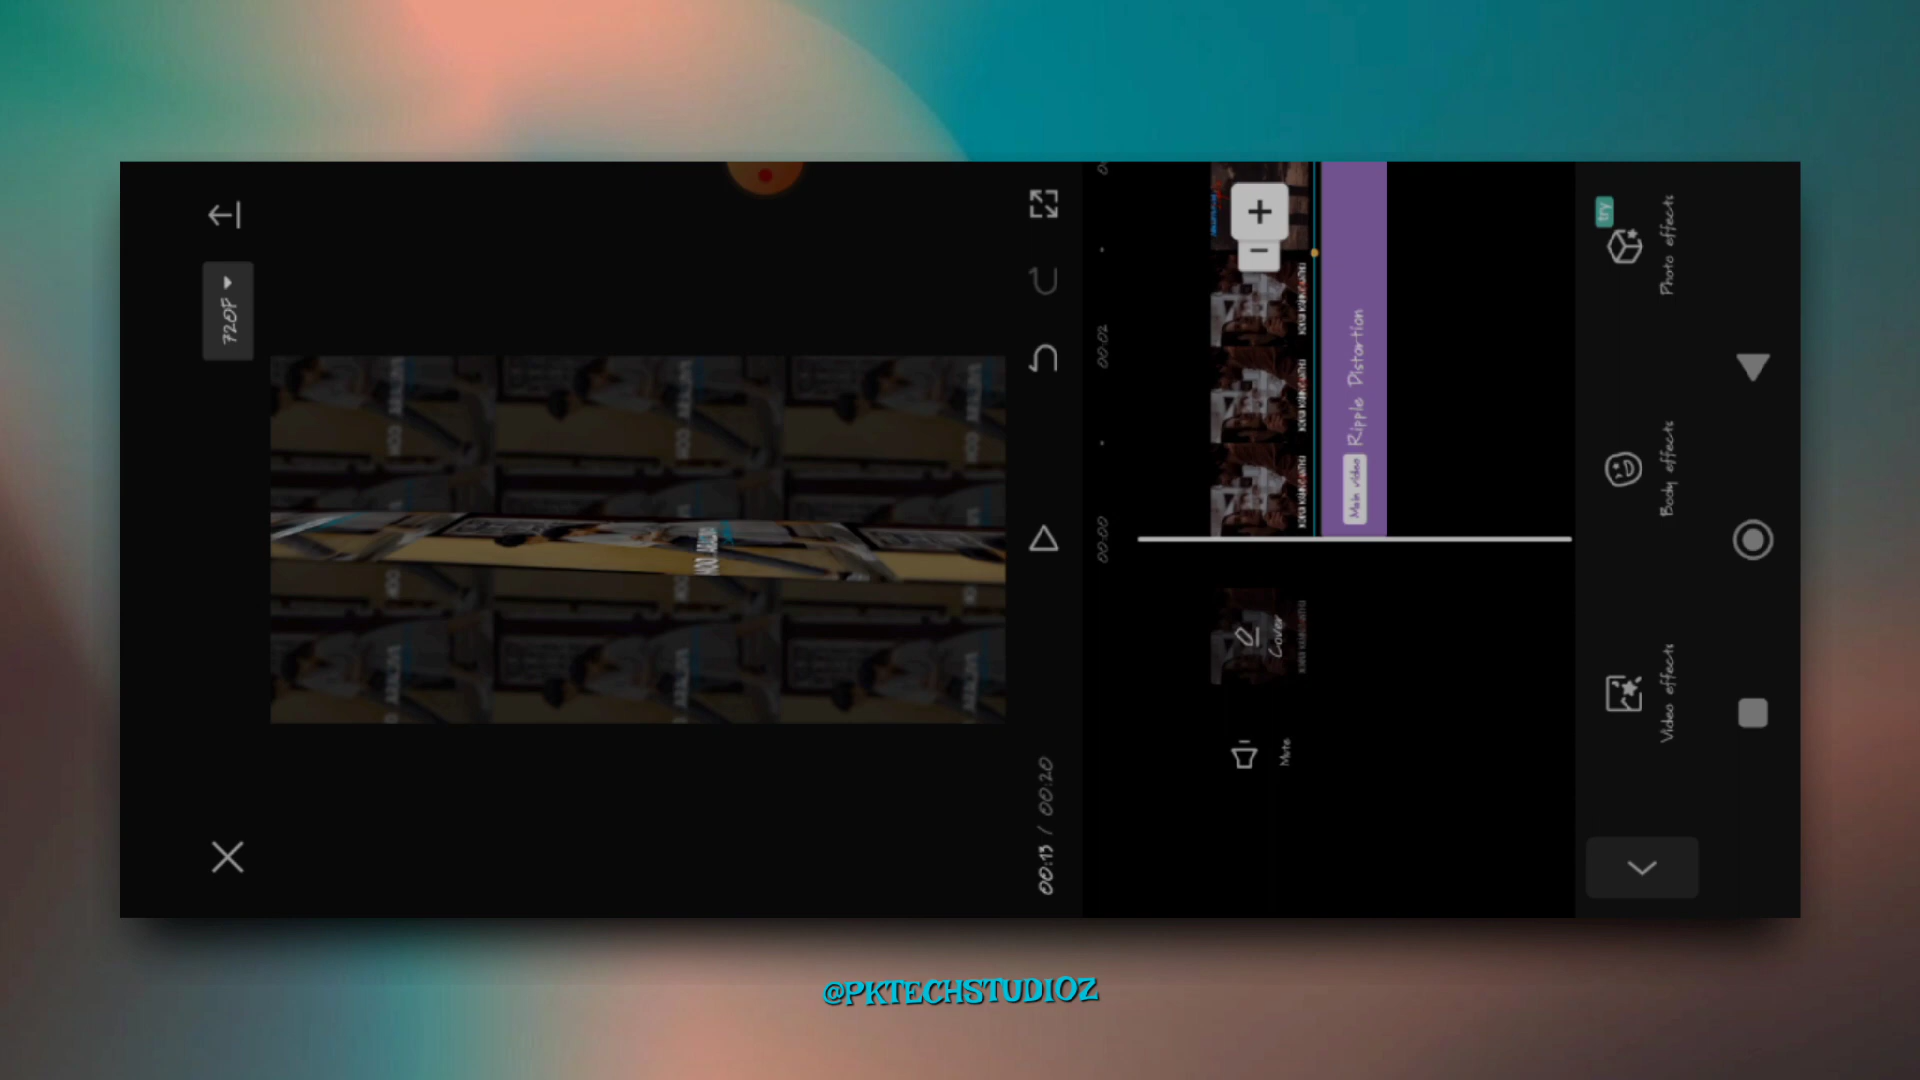 720P
00:13 / 00:20
00:00
00:02
Cover
Mute
Main video
Ripple Distortion
try
Photo effects
Body effects
Video effects
@PKTECHSTUDIOZ